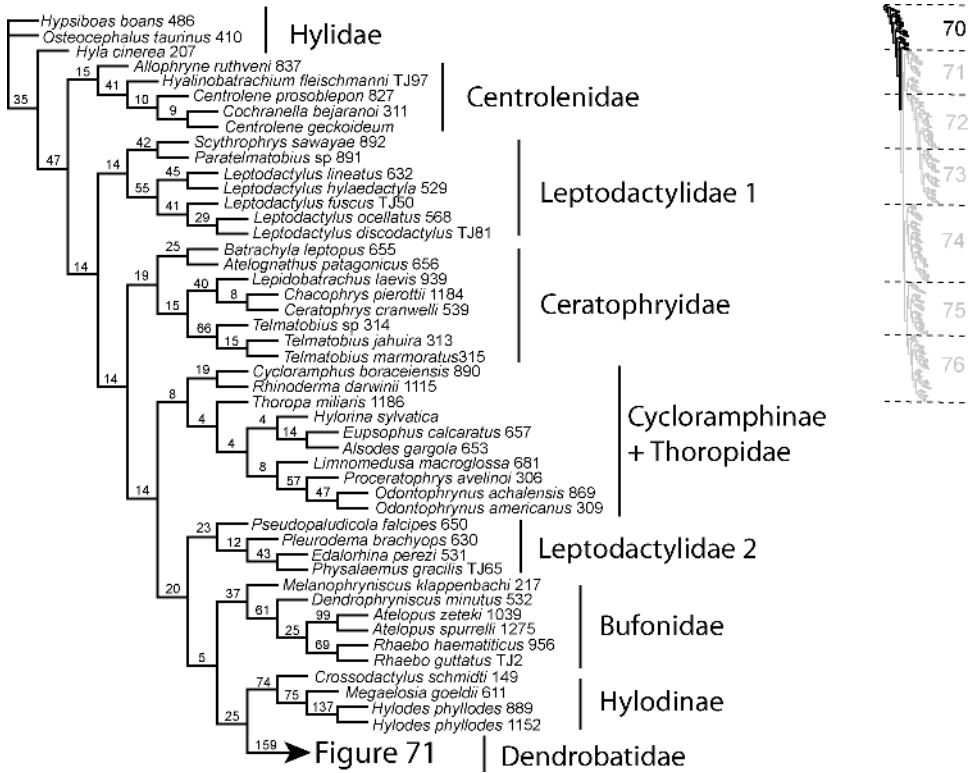 Hypsiboas boans 486
Osteocephalus taurinus 410
Hyla cinerea 207
Hylidae
35
15
Allophryne ruthveni 837
41
Hyalinobatrachium fleischmanni TJ97
10
Centrolene prosoblepon 827
9
Cochranella bejaranoi 311
Centrolene geckoideum
Centrolenidae
47
42
Scythrophrys sawayae 892
Paratelmatobius sp 891
14
45
Leptodactylus lineatus 632
Leptodactylus hylaedactyla 529
55
Leptodactylus fuscus TJ50
41
Leptodactylus ocellatus 568
29
Leptodactylus discodactylus TJ81
Leptodactylidae 1
14
25
Batrachyla leptopus 655
Atelognathus patagonicus 656
19
Lepidobatrachus laevis 939
40
Chacophrys pierottii 1184
8
Ceratophrys cranwelli 539
15
Telmatobius sp 314
66
Telmatobius jahuira 313
15
Telmatobius marmoratus315
Ceratophryidae
14
19
Cycloramphus boraceiensis 890
Rhinoderma darwinii 1115
8
Thoropa miliaris 1186
4
Hylorina sylvatica
4
Eupsophus calcaratus 657
14
Alsodes gargola 653
4
Limnomedusa macroglossa 681
8
Proceratophrys avelinoi 306
57
Odontophrynus achalensis 869
47
Odontophrynus americanus 309
Cycloramphinae
+ Thoropidae
14
23
Pseudopaludicola falcipes 650
12
Pleurodema brachyops 630
43
Edalorhina perezi 531
Physalaemus gracilis TJ65
Leptodactylidae 2
20
37
Melanophryniscus klappenbachi 217
61
Dendrophryniscus minutus 532
99
Atelopus zeteki 1039
25
Atelopus spurrelli 1275
69
Rhaebo haematiticus 956
Rhaebo guttatus TJ2
Bufonidae
5
74
Crossodactylus schmidti 149
75
Megaelosia goeldii 611
137
Hylodes phyllodes 889
Hylodes phyllodes 1152
Hylodinae
25
159
Figure 71
Dendrobatidae
70
71
72
73
74
75
76